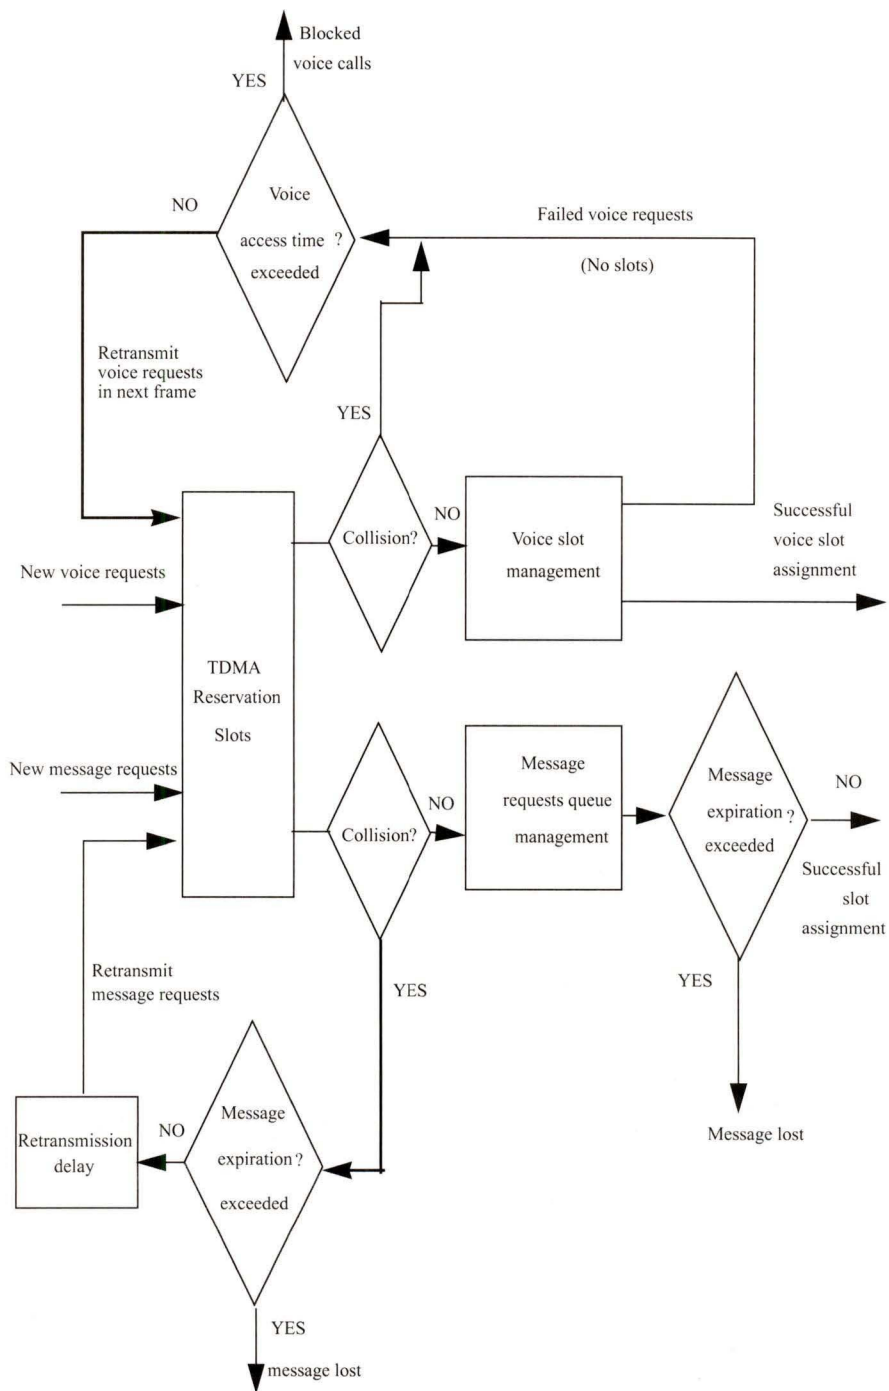 Blocked
voice calls
YES
NO
Voice
access time ?
exceeded
Failed voice requests
(No slots)
Retransmit
voice requests
in next frame
YES
Collision?
NO
Voice slot
management
Successful
voice slot
assignment
New voice requests
TDMA
Reservation
Slots
New message requests
Collision?
NO
Message
requests queue
management
Message
expiration ?
exceeded
NO
Successful
slot
assignment
Retransmit
message requests
YES
YES
Message lost
Retransmission
delay
NO
Message
expiration ?
exceeded
YES
message lost